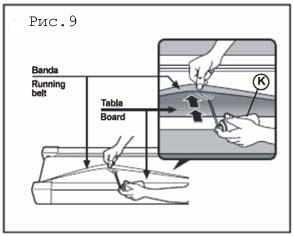 Рис.9
Banda
Running
belt
Tabla
Board
K